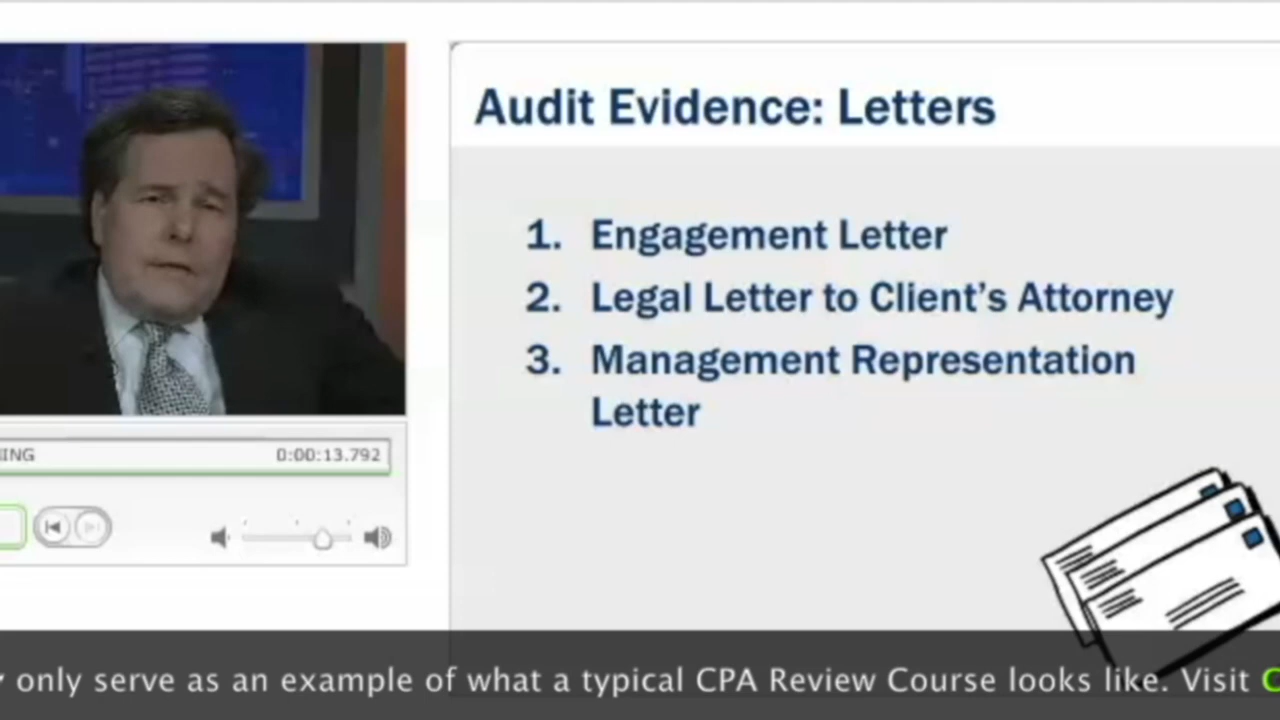 Audit Evidence: Letters
1. Engagement Letter
2. Legal Letter to Client's Attorney
3. Management Representation
Letter
0:00:13.792
only serve as an example of what a typical CPA Review Course looks like. Visit